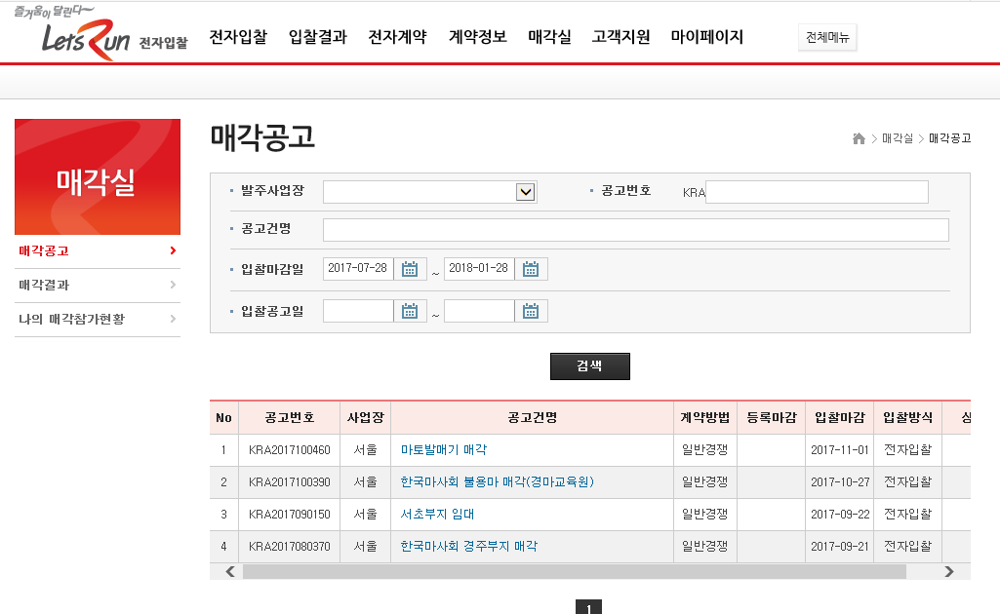 즐거움이 달린다~
Let'sRun 전자입찰 전자입찰 입찰결과 전자계약 계약정보 매각실 고객지원 마이페이지 전체메뉴
매각실
매각공고
매각결과
나의 매각참가현황
매각공고
매각실 > 매각공고
발주사업장 공고번호 KRA
공고건명
입찰마감일 2017-07-28 ~ 2018-01-28
입찰공고일 ~
검색
No 공고번호 사업장 공고건명 계약방법 등록마감 입찰마감 입찰방식
1 KRA2017100460 서울 마토발매기 매각 일반경쟁 2017-11-01 전자입찰
2 KRA2017100390 서울 한국마사회 불용마 매각(경마교육원) 일반경쟁 2017-10-27 전자입찰
3 KRA2017090150 서울 서초부지 임대 일반경쟁 2017-09-22 전자입찰
4 KRA2017080370 서울 한국마사회 경주부지 매각 일반경쟁 2017-09-21 전자입찰
1